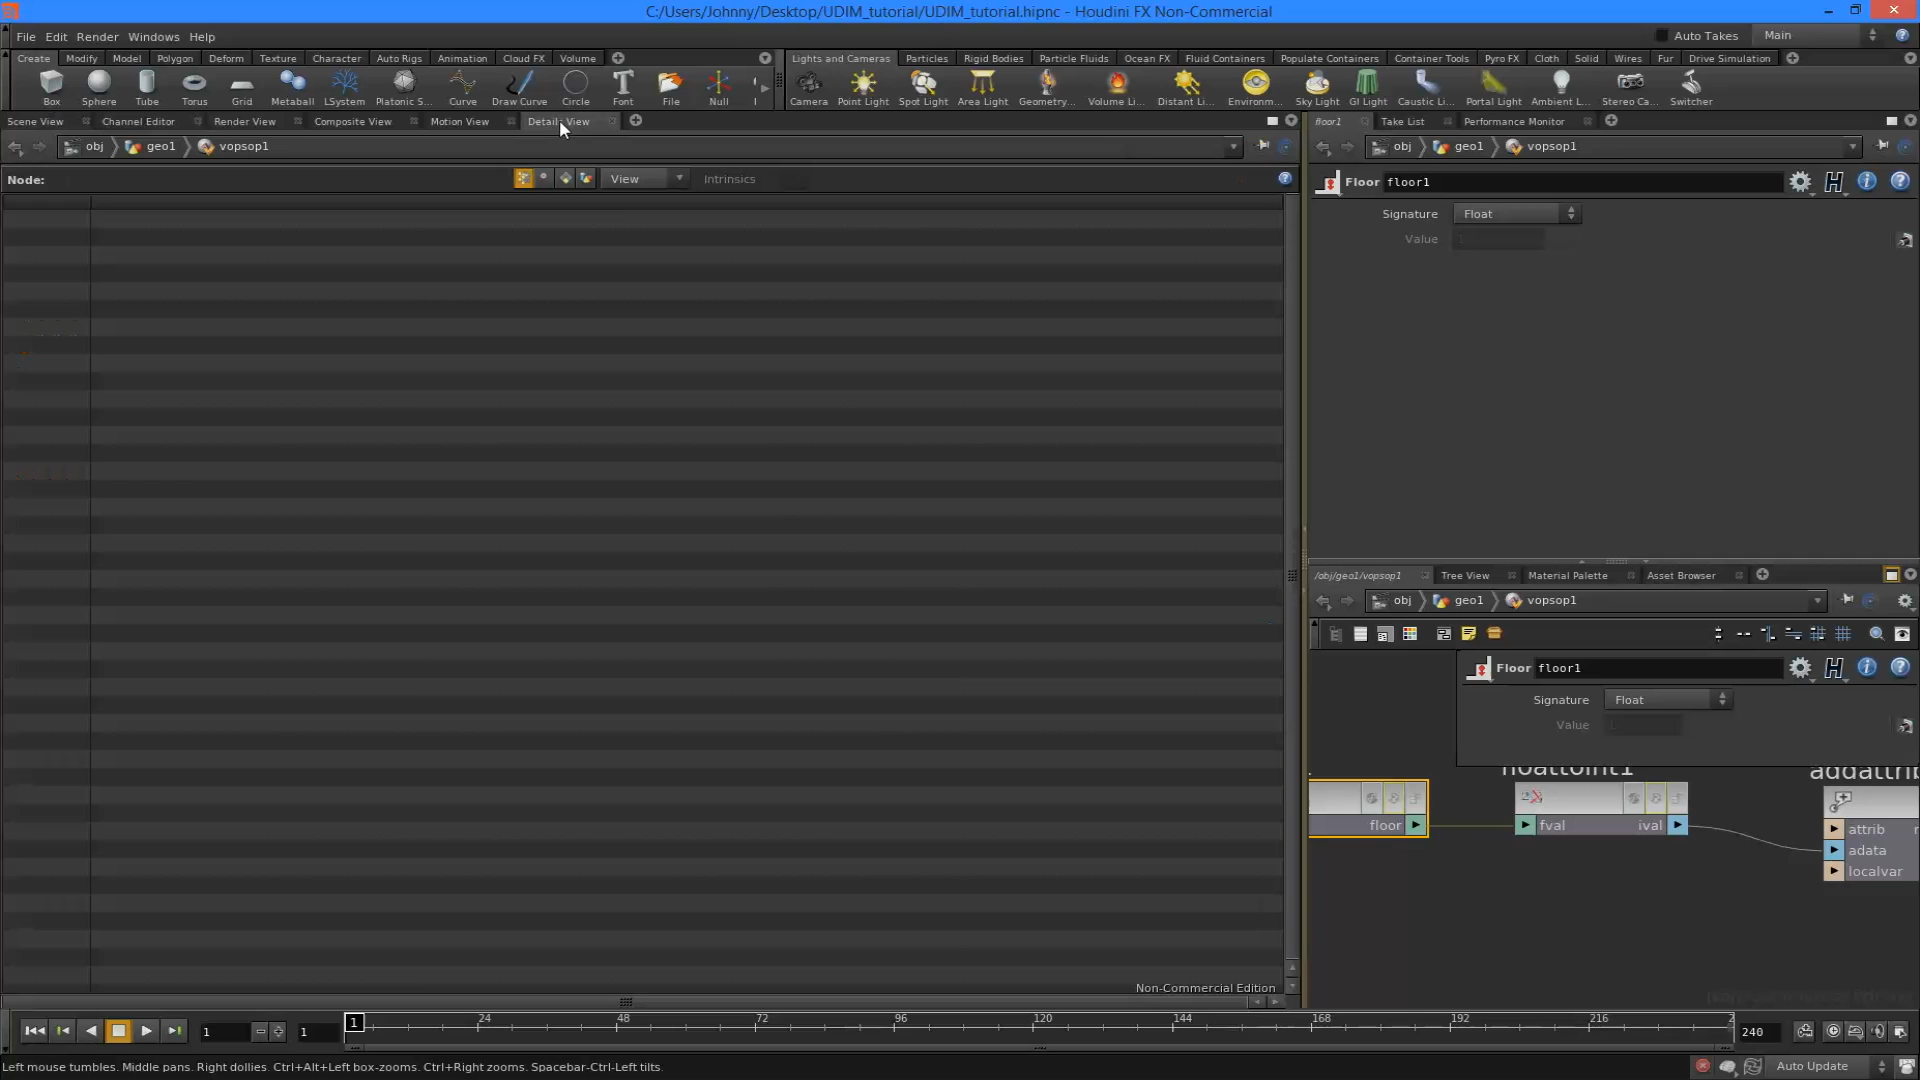 C:/Users/Johnny/Desktop/UDIM_tutorial/UDIM_tutorial.hipnc - Houdini FX Non-Commercial
File Edit Render Windows Help Auto Takes Main
Create Modify Model Polygon Deform Texture Character Auto Rigs Animation Cloud FX Volume Lights and Cameras Particles Rigid Bodies Particle Fluids Ocean FX Fluid Containers Populate Containers Container Tools Pyro FX Cloth Solid Wires Fur Drive Simulation
Box Sphere Tube Torus Grid Metaball LSystem Platonic S... Curve Draw Curve Circle Font File Null Camera Point Light Spot Light Area Light Geometry... Volume Li... Distant Li... Environm... Sky Light GI Light Caustic Li... Portal Light Ambient L... Stereo Ca... Switcher
Scene View Channel Editor Render View Composite View Motion View Details View floor1 Take List Performance Monitor
obj geo1 vopsop1 obj geo1 vopsop1
Node: View Intrinsics
Floor floor1
Signature Float
Value
/obj/geo1/vopsop1 Tree View Material Palette Asset Browser
obj geo1 vopsop1
Floor floor1
Signature Float
Value
floattoint1 addattrib
floor fval ival attrib
adata
localvar
Non-Commercial Edition
1 1 1 24 48 72 96 120 144 168 192 216 2 240
Left mouse tumbles. Middle pans. Right dollies. Ctrl+Alt+Left box-zooms. Ctrl+Right zooms. Spacebar-Ctrl-Left tilts. Auto Update